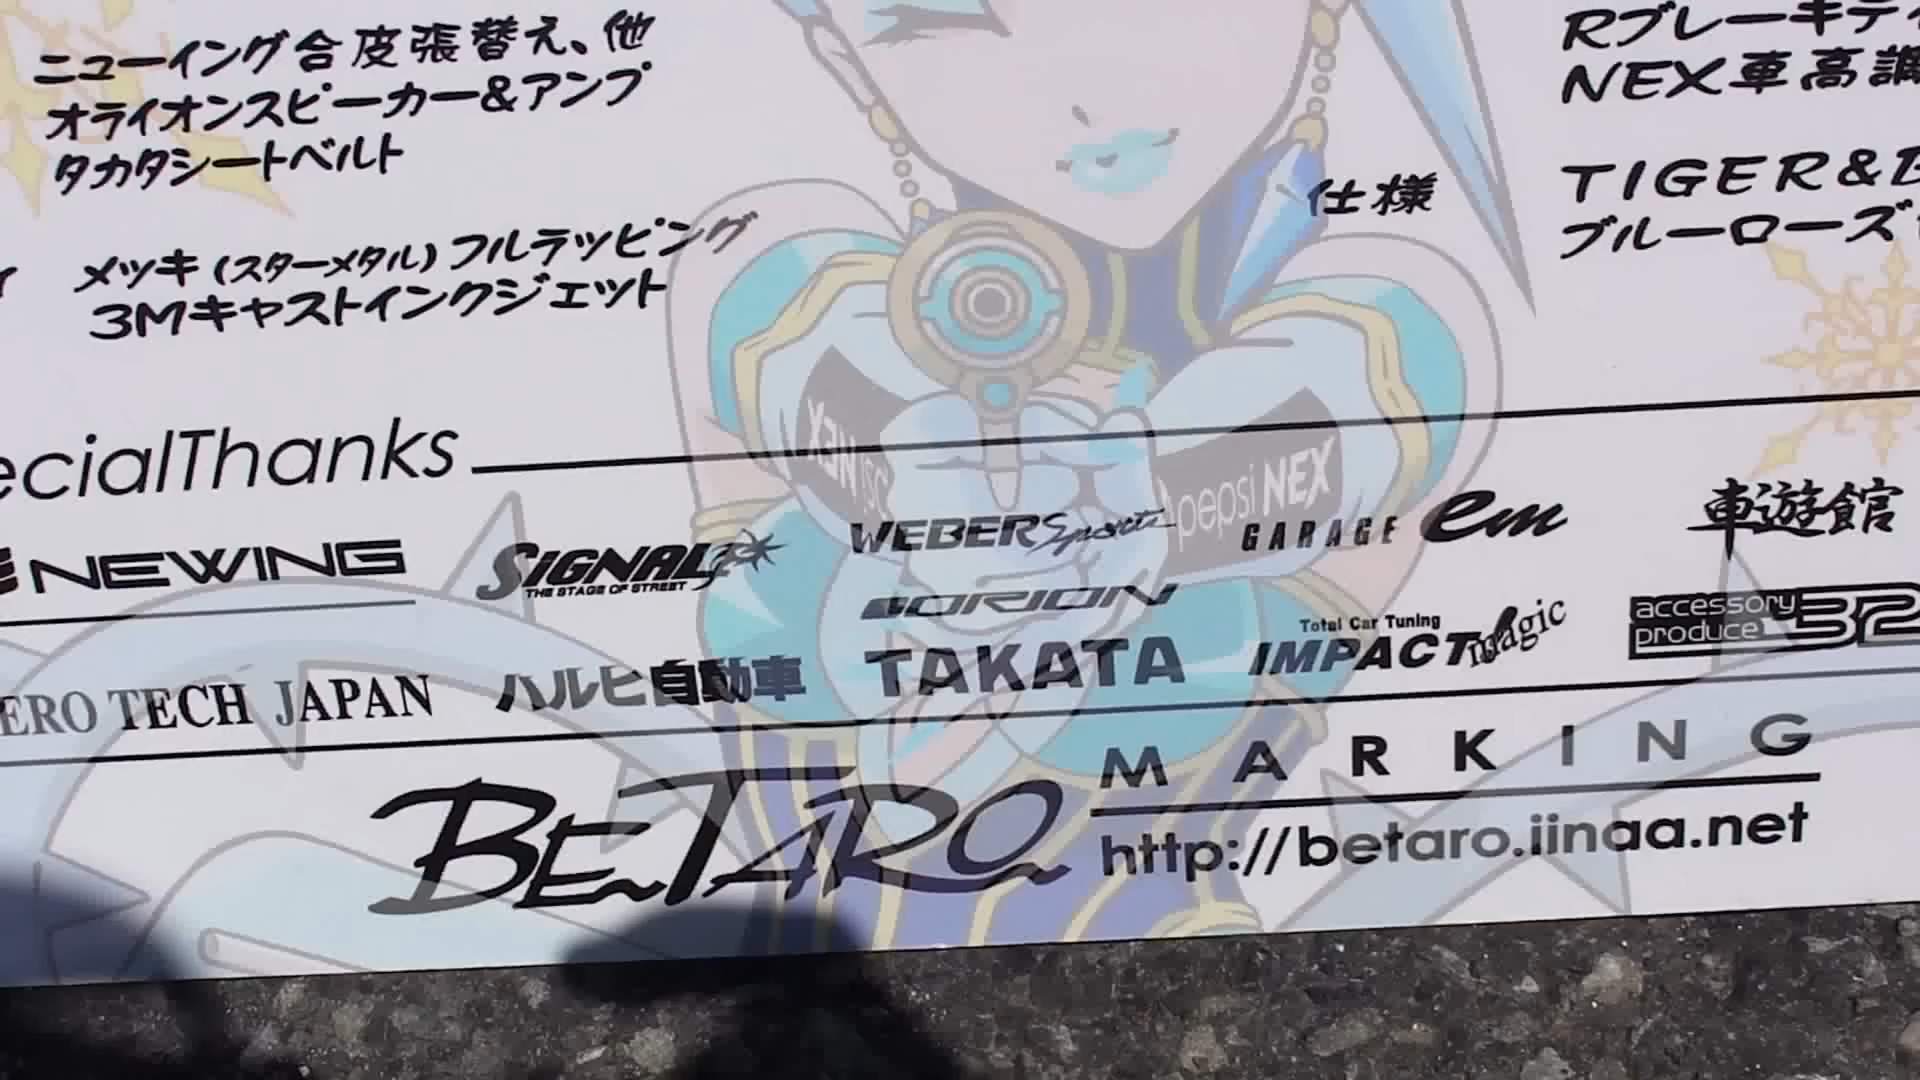 ニューイング合皮張替え、他
オライオンスピーカー&アンプ
タカタシートベルト
メッキ(スターメタル)フルラッピング
3Mキャストインクジェット
仕様
Rブレーキ
NEX車高調
TIGER&B
ブルーローズ
ecialThanks
NEWING
SIGNAL
THE STAGE OF STREET
WEBER Sports
ORION
GARAGE em
車遊館
pepsi NEX
ERO TECH JAPAN
ハルヒ自動車
TAKATA
Total Car Tuning
IMPACT magic
accessory
produce 32
BETARO
MARKING
http://betaro.iinaa.net